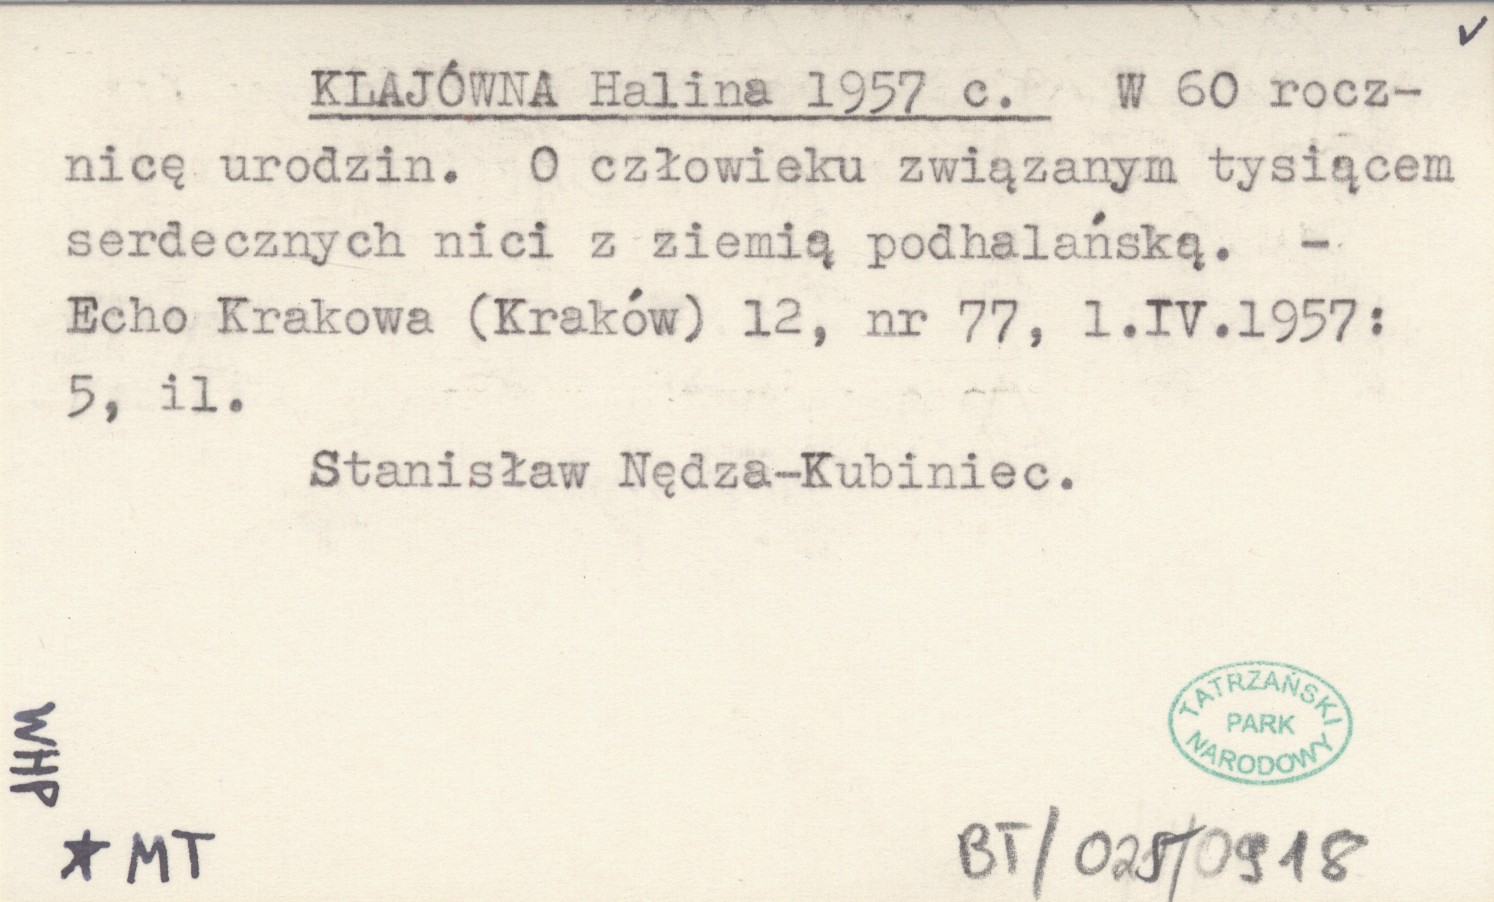 ✓
KLAJÓWNA Halina 1957 c. W 60 rocz-
nicę urodzin. O człowieku związanym tysiącem
serdecznych nici z ziemią podhalańską. -
Echo Krakowa (Kraków) 12, nr 77, 1.IV.1957:
5, il.
Stanisław Nędza-Kubiniec.
TATRZAŃSKI
PARK
NARODOWY
WHP
★ MT
BT/025/0918